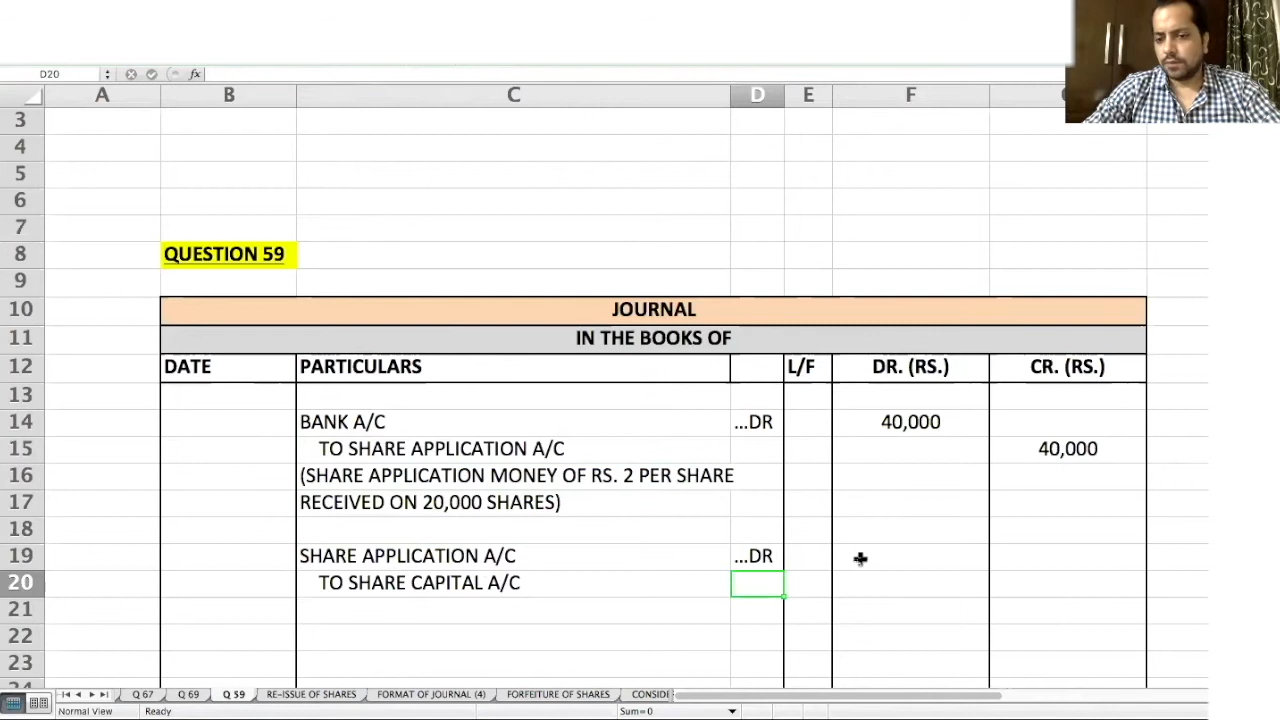 D20 fx
A B C D E F
3
4
5
6
7
8 QUESTION 59
9
10 JOURNAL
11 IN THE BOOKS OF
12 DATE PARTICULARS L/F DR. (RS.) CR. (RS.)
13
14 BANK A/C ...DR 40,000
15 TO SHARE APPLICATION A/C 40,000
16 (SHARE APPLICATION MONEY OF RS. 2 PER SHARE
17 RECEIVED ON 20,000 SHARES)
18
19 SHARE APPLICATION A/C ...DR
20 TO SHARE CAPITAL A/C
21
22
23
Q 67 Q 69 Q 59 RE-ISSUE OF SHARES FORMAT OF JOURNAL (4) FORFEITURE OF SHARES CONSIDI
Normal View Ready Sum=0